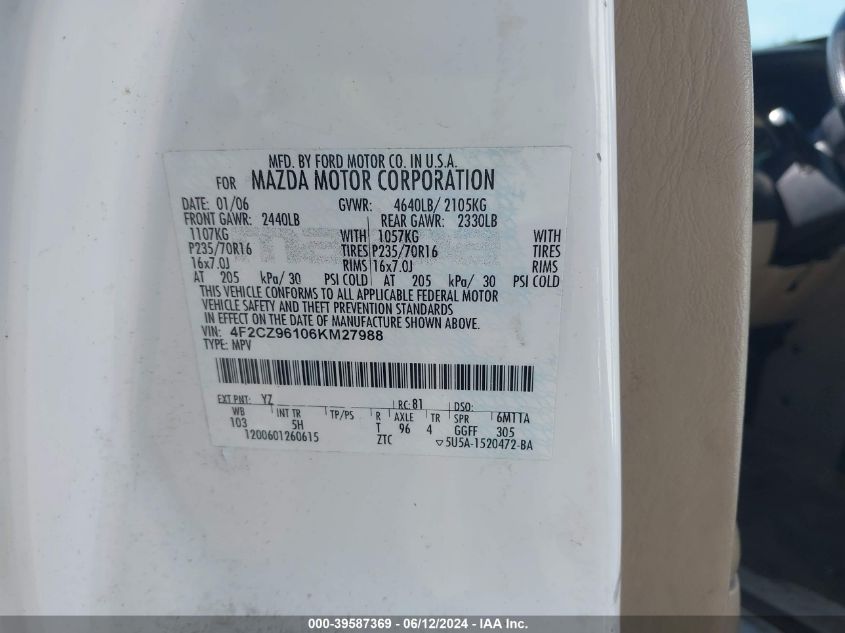 MFD. BY FORD MOTOR CO. IN U.S.A.
FOR MAZDA MOTOR CORPORATION
DATE: 01/06 GVWR: 4640LB/ 2105KG
FRONT GAWR: 2440LB REAR GAWR: 2330LB
1107KG WITH 1057KG WITH
P235/70R16 TIRES P235/70R16 TIRES
16x7.0J RIMS 16x7.0J RIMS
AT 205 kPa/ 30 PSI COLD AT 205 kPa/ 30 PSI COLD
THIS VEHICLE CONFORMS TO ALL APPLICABLE FEDERAL MOTOR
VEHICLE SAFETY AND BUMPER STANDARDS
IN EFFECT ON THE DATE OF MANUFACTURE SHOWN ABOVE.
VIN: 4F2CZ96106KM27988
TYPE: MPV
EXT PNT: YZ RC: 81 DSO:
WB INT TR TP/PS R AXLE TR SPR 6M11A
103 5H T 96 4 GGFF 305
1200601260615 ZTC ▽5U5A-1520472-BA
000-39587369 - 06/12/2024 - IAA Inc.